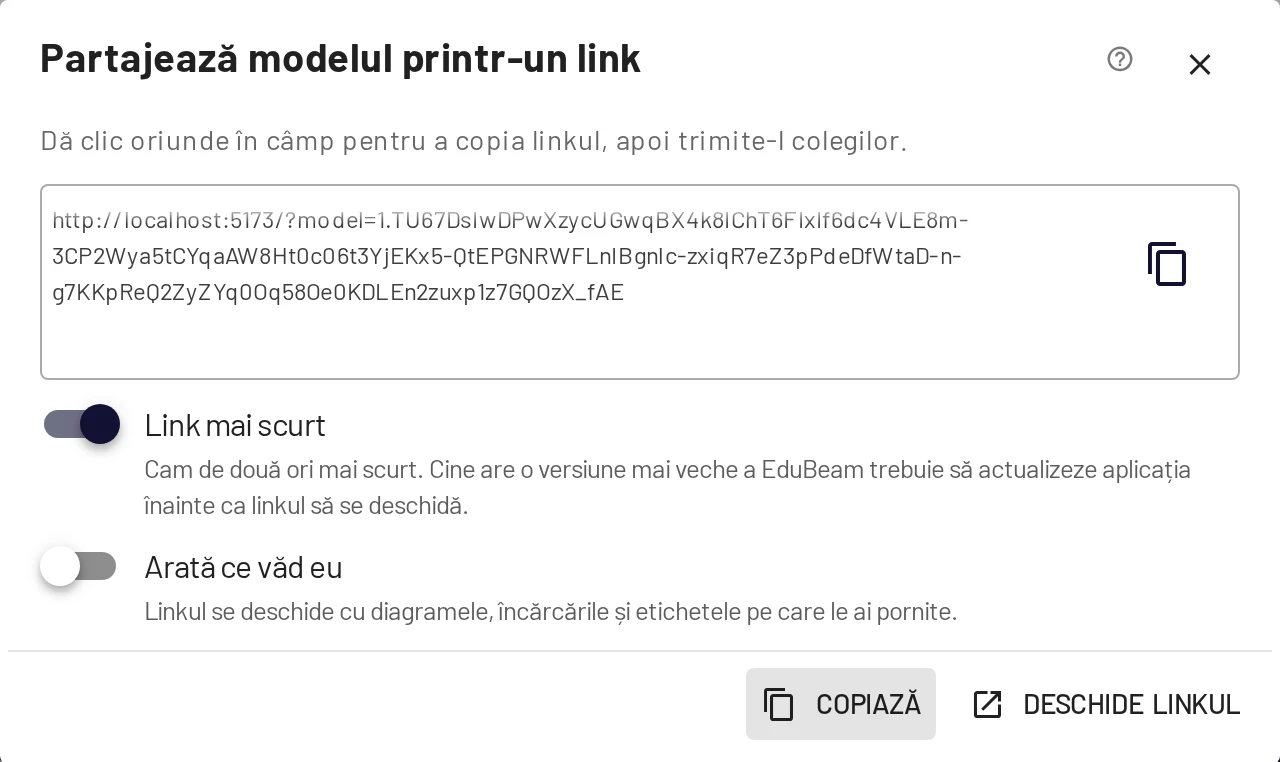 Partajează modelul printr-un link
Dă clic oriunde în câmp pentru a copia linkul, apoi trimite-l colegilor.
http://localhost:5173/?model=1.TU67DsIwDPwXzycUGwqBX4k8IChT6FIxIf6dc4VLE8m-
3CP2Wya5tCYqaAW8Ht0c06t3YjEKx5-QtEPGNRWFLnIBgnIc-zxiqR7eZ3pPdeDfWtaD-n-
g7KKpReQ2ZyZYq0Oq58Oe0KDLEn2zuxp1z7GQOzX_fAE
Link mai scurt
Cam de două ori mai scurt. Cine are o versiune mai veche a EduBeam trebuie să actualizeze aplicația
înainte ca linkul să se deschidă.
Arată ce văd eu
Linkul se deschide cu diagramele, încărcările și etichetele pe care le ai pornite.
COPIAZĂ DESCHIDE LINKUL